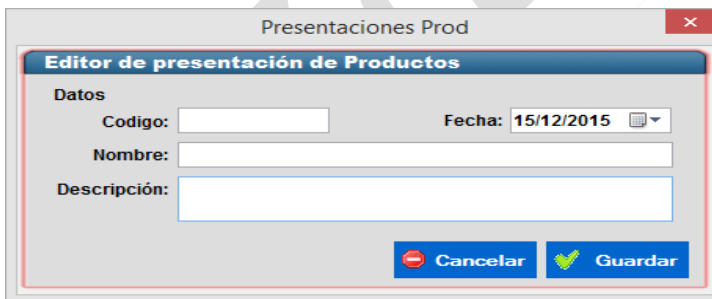 Presentaciones Prod
Editor de presentación de Productos
Datos
Codigo: Fecha: 15/12/2015
Nombre:
Descripción:
Cancelar Guardar